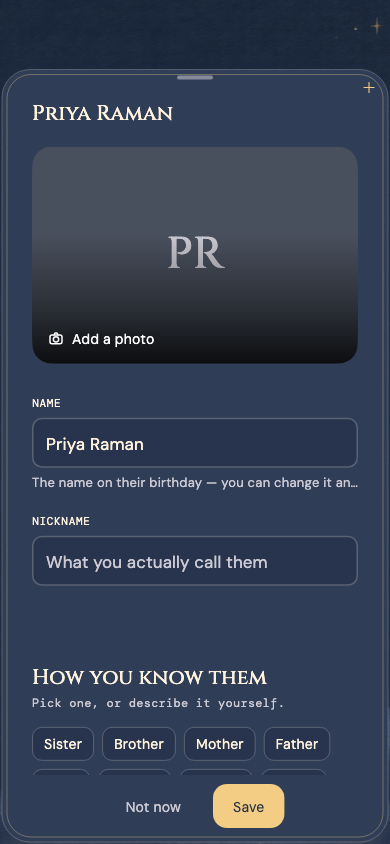 Priya Raman
PR
Add a photo
NAME
Priya Raman
The name on their birthday — you can change it an…
NICKNAME
What you actually call them
How you know them
Pick one, or describe it yourself.
Sister Brother Mother Father
Not now Save